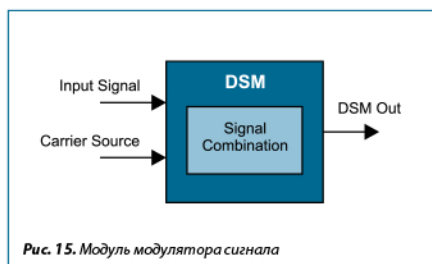 DSM
Input Signal
DSM Out
Signal
Combination
Carrier Source
Рис. 15. Модуль модулятора сигнала